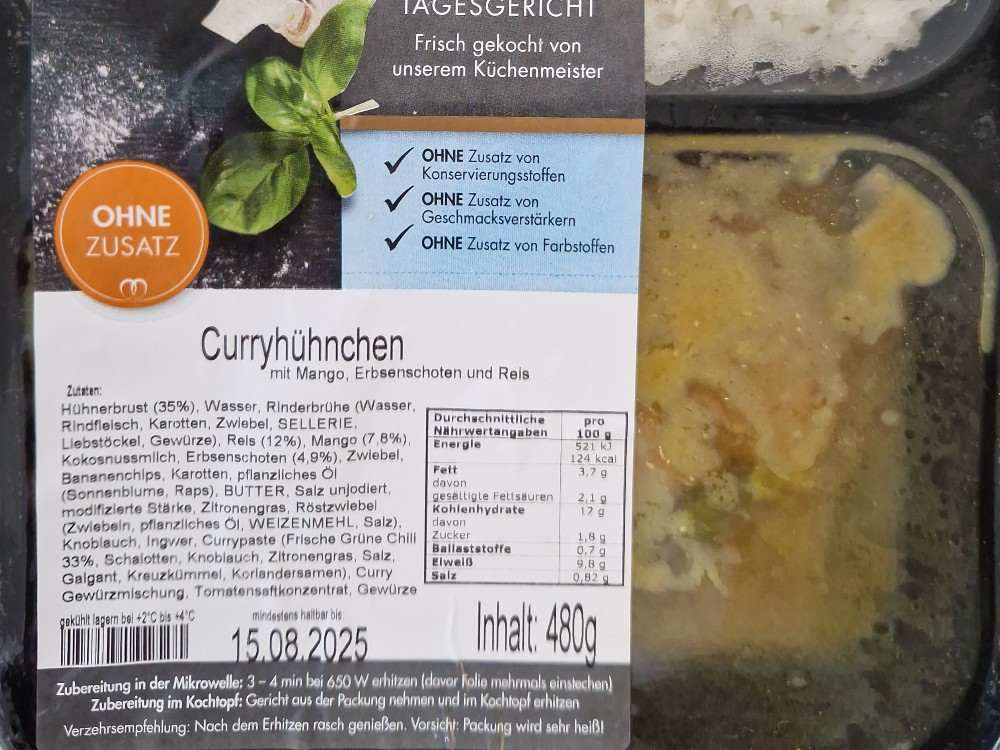 TAGESGERICHT
Frisch gekocht von
unserem Küchenmeister
OHNE Zusatz von
Konservierungsstoffen
OHNE Zusatz von
Geschmacksverstärkern
OHNE Zusatz von Farbstoffen
OHNE
ZUSATZ
Curryhühnchen
mit Mango, Erbsenschoten und Reis
Zutaten:
Hühnerbrust (35%), Wasser, Rinderbrühe (Wasser,
Rindfleisch, Karotten, Zwiebel, SELLERIE,
Liebstöckel, Gewürze), Reis (12%), Mango (7,8%),
Kokosnussmilch, Erbsenschoten (4,9%), Zwiebel,
Bananenchips, Karotten, pflanzliches Öl
(Sonnenblume, Raps), BUTTER, Salz unjodiert,
modifizierte Stärke, Zitronengras, Röstzwiebel
(Zwiebeln, pflanzliches Öl, WEIZENMEHL, Salz),
Knoblauch, Ingwer, Currypaste (Frische Grüne Chili
33%, Schalotten, Knoblauch, Zitronengras, Salz,
Galgant, Kreuzkümmel, Koriandersamen), Curry
Gewürzmischung, Tomatensaftkonzentrat, Gewürze
Durchschnittliche pro
Nährwertangaben 100 g
Energie 521 kJ
124 kcal
Fett 3,7 g
davon
gesättigte Fettsäuren 2,1 g
Kohlenhydrate 12 g
davon
Zucker 1,8 g
Ballaststoffe 0,7 g
Eiweiß 9,8 g
Salz 0,82 g
gekühlt lagern bei +2°C bis +4°C
mindestens haltbar bis:
15.08.2025
Inhalt: 480g
Zubereitung in der Mikrowelle: 3 – 4 min bei 650 W erhitzen (davor Folie mehrmals einstechen)
Zubereitung im Kochtopf: Gericht aus der Packung nehmen und im Kochtopf erhitzen
Verzehrsempfehlung: Nach dem Erhitzen rasch genießen. Vorsicht: Packung wird sehr heiß!